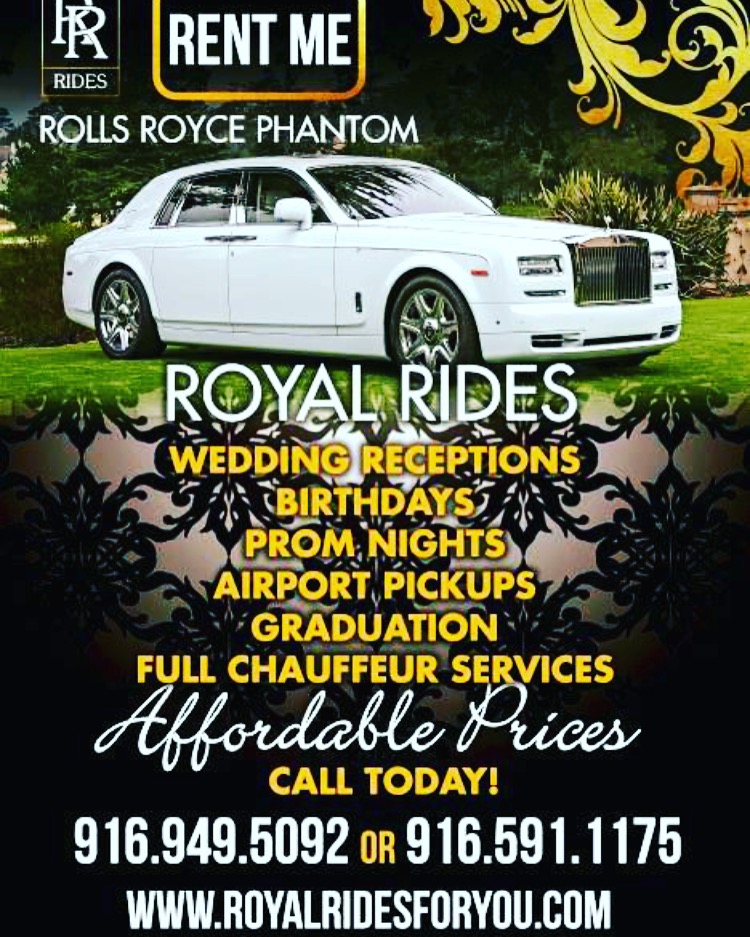 RR
RIDES
RENT ME
ROLLS ROYCE PHANTOM
ROYAL RIDES
WEDDING RECEPTIONS
BIRTHDAYS
PROM NIGHTS
AIRPORT PICKUPS
GRADUATION
FULL CHAUFFEUR SERVICES
Affordable Prices
CALL TODAY!
916.949.5092 OR 916.591.1175
WWW.ROYALRIDESFORYOU.COM